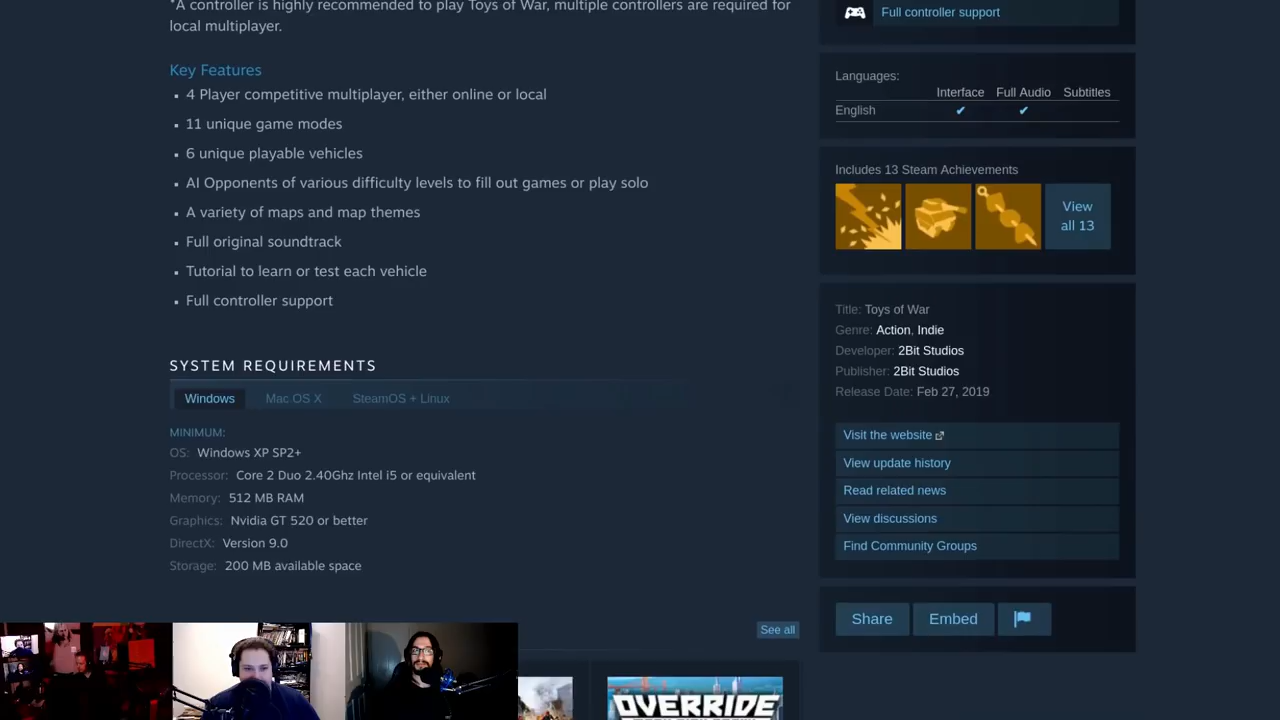 *A controller is highly recommended to play Toys of War, multiple controllers are required for
local multiplayer.
Key Features
4 Player competitive multiplayer, either online or local
11 unique game modes
6 unique playable vehicles
AI Opponents of various difficulty levels to fill out games or play solo
A variety of maps and map themes
Full original soundtrack
Tutorial to learn or test each vehicle
Full controller support
SYSTEM REQUIREMENTS
Windows Mac OS X SteamOS + Linux
MINIMUM:
OS: Windows XP SP2+
Processor: Core 2 Duo 2.40Ghz Intel i5 or equivalent
Memory: 512 MB RAM
Graphics: Nvidia GT 520 or better
DirectX: Version 9.0
Storage: 200 MB available space
See all
OVERRIDE
Full controller support
Languages:
Interface Full Audio Subtitles
English ✔ ✔
Includes 13 Steam Achievements
View
all 13
Title: Toys of War
Genre: Action, Indie
Developer: 2Bit Studios
Publisher: 2Bit Studios
Release Date: Feb 27, 2019
Visit the website
View update history
Read related news
View discussions
Find Community Groups
Share Embed